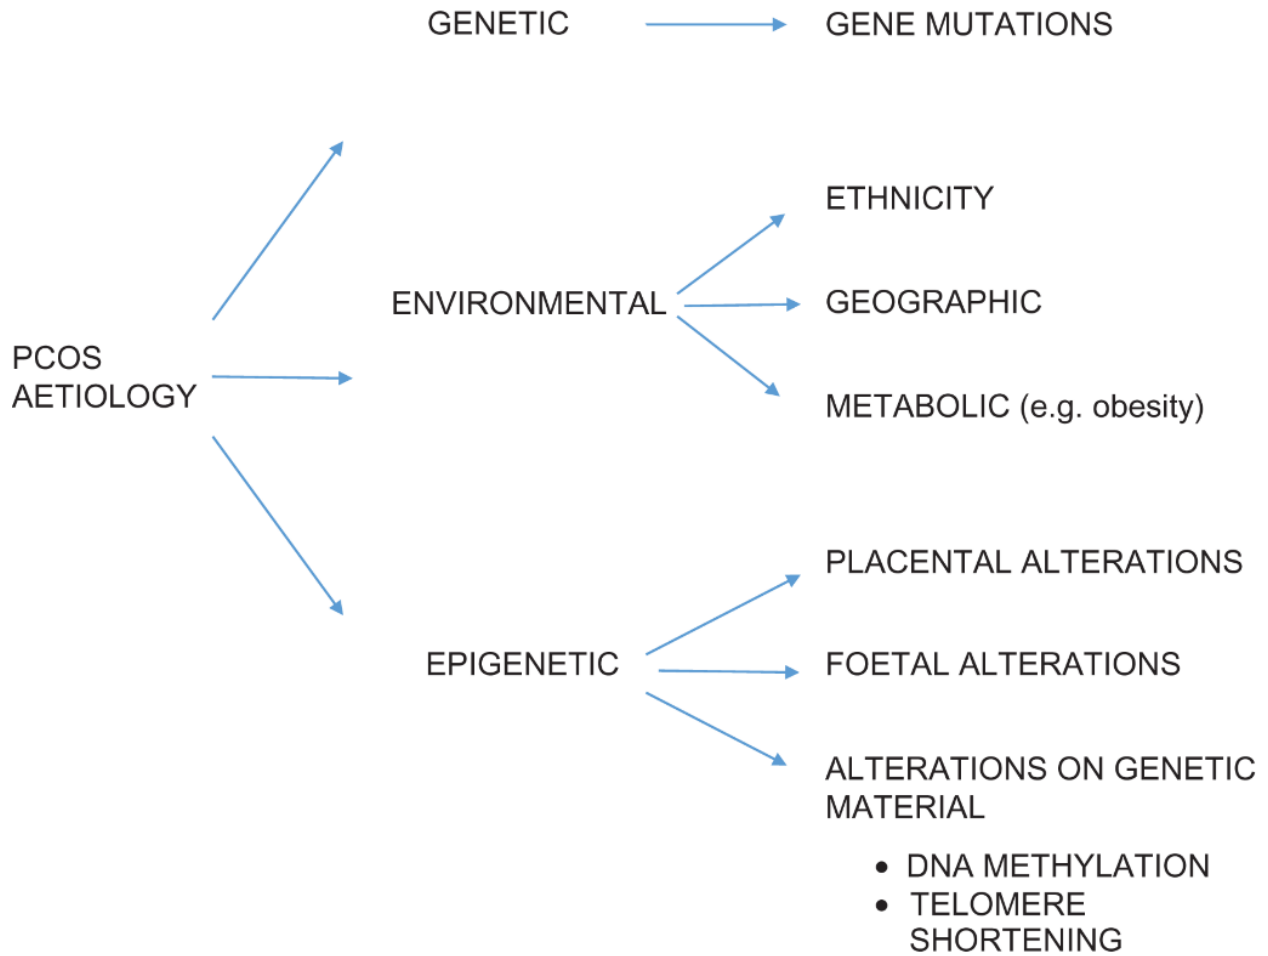 GENETIC
GENE MUTATIONS
ETHNICITY
ENVIRONMENTAL
GEOGRAPHIC
PCOS
AETIOLOGY
METABOLIC (e.g. obesity)
PLACENTAL ALTERATIONS
EPIGENETIC
FOETAL ALTERATIONS
ALTERATIONS ON GENETIC
MATERIAL
• DNA METHYLATION
• TELOMERE
SHORTENING